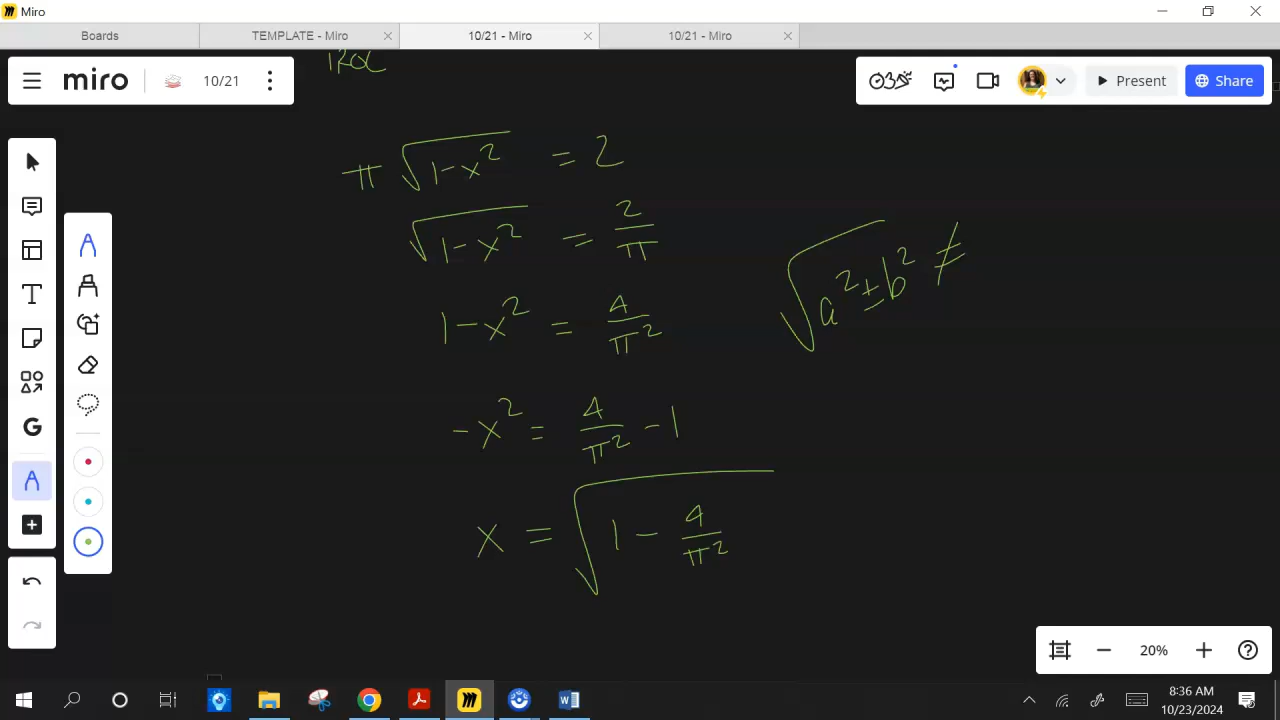 Miro
Boards
TEMPLATE - Miro
10/21 - Miro
10/21 - Miro
miro
10/21
Present
Share
π √(1-x²) = 2
√(1-x²) = 2/π
1-x² = 4/π²
-x² = 4/π² - 1
x = √(1 - 4/π²)
√(a² ± b²) ≠
20%
8:36 AM
10/23/2024